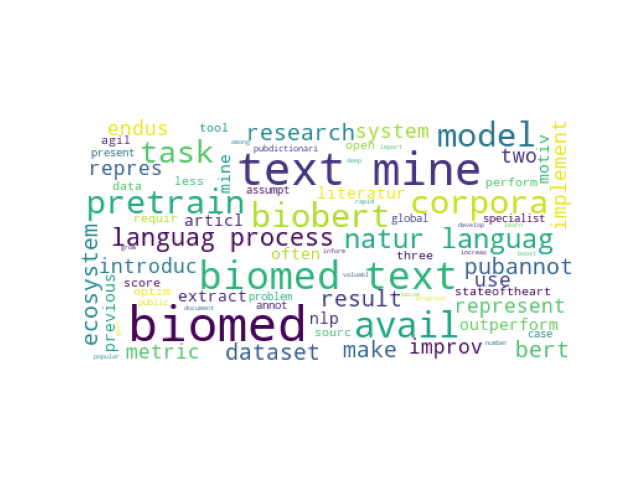 endus
tool
research
system
model
implement
agil
among
pubdictionari
open
import
task
text mine
two
motiv
present
repres
mine
deep
data
less
assumpt
literatur
perform
pretrain
biobert
corpora
requir
articl
global
specialist
rapid
develop
learn
ecosystem
languag process
natur languag
grow
often
inform
three
increas
boost
introduc
biomed text
pubannot
previous
score
problem
valuabl
use
stateoftheart
optim
extract
result
represent
public
annot
document
becom
progress
biomed
nlp
sourc
avail
outperform
case
metric
dataset
make
improv
number
bert
popular